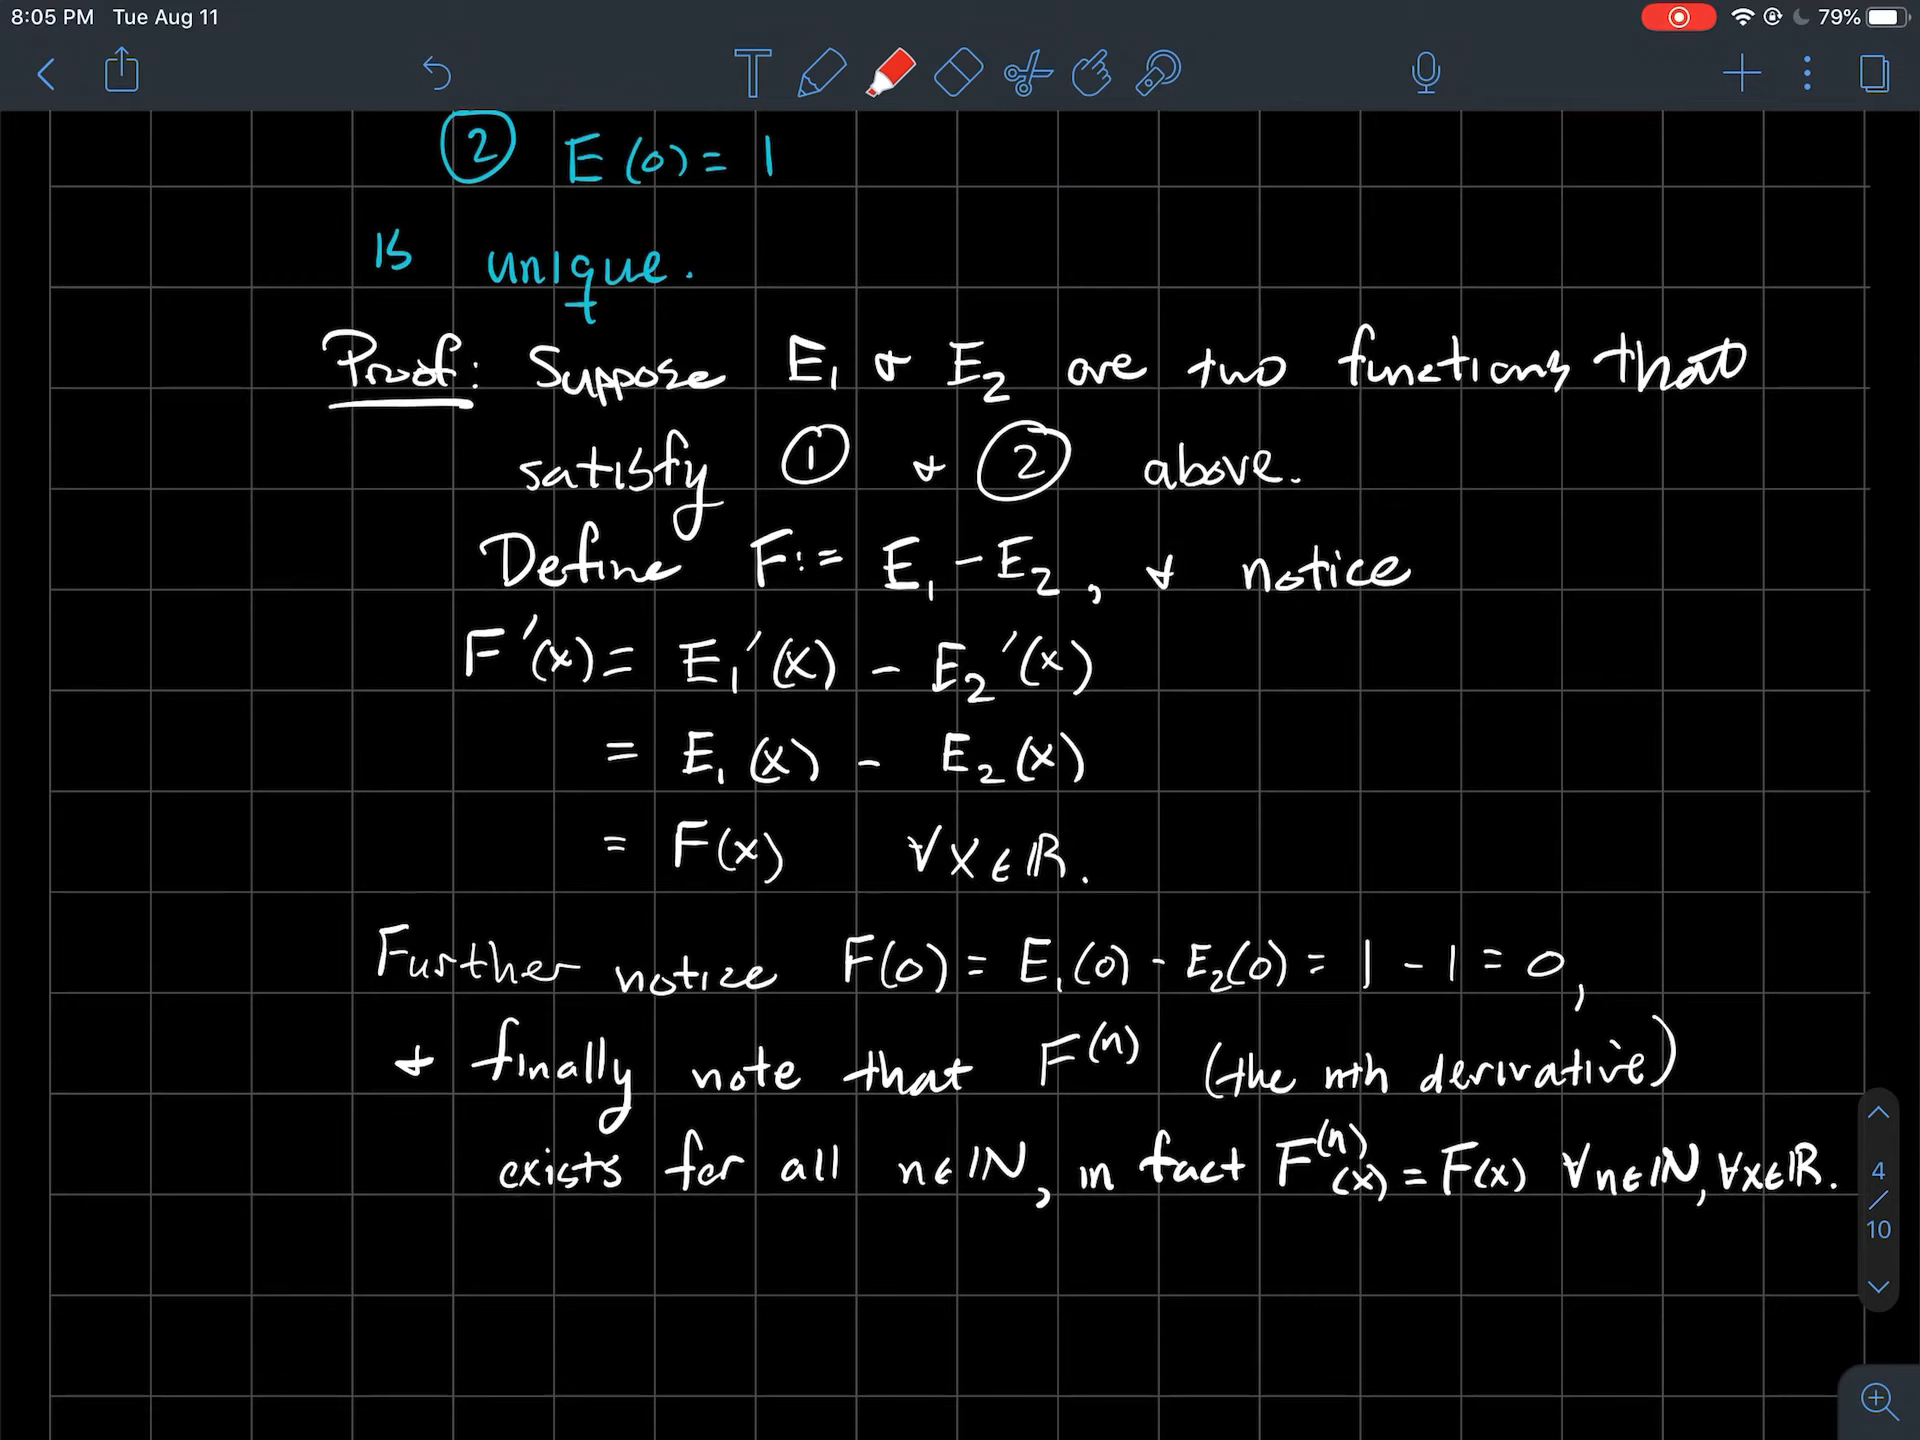 8:05 PM Tue Aug 11
79%
② E(0) = 1
is unique.
Proof: Suppose E₁ & E₂ are two functions that
satisfy ① & ② above.
Define F := E₁ - E₂, & notice
F'(x) = E₁'(x) - E₂'(x)
= E₁(x) - E₂(x)
= F(x) ∀x∈ℝ.
Further notice F(0) = E₁(0) - E₂(0) = 1 - 1 = 0,
& finally note that F⁽ⁿ⁾ (the nth derivative)
exists for all n∈ℕ, in fact F⁽ⁿ⁾(x) = F(x) ∀n∈ℕ, ∀x∈ℝ.
4
/
10